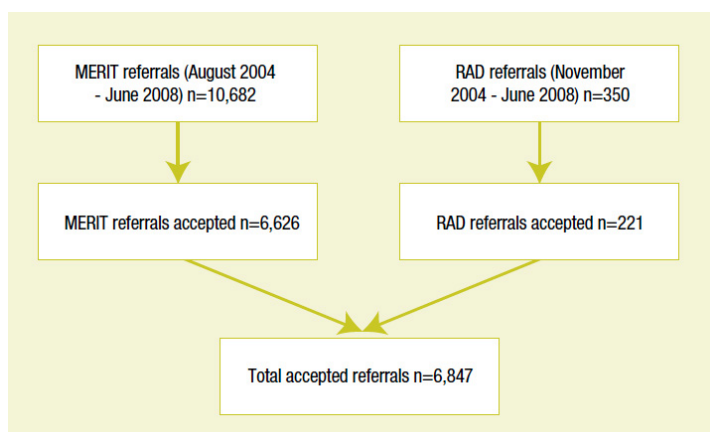 MERIT referrals (August 2004
- June 2008) n=10,682
RAD referrals (November
2004 - June 2008) n=350
MERIT referrals accepted n=6,626
RAD referrals accepted n=221
Total accepted referrals n=6,847